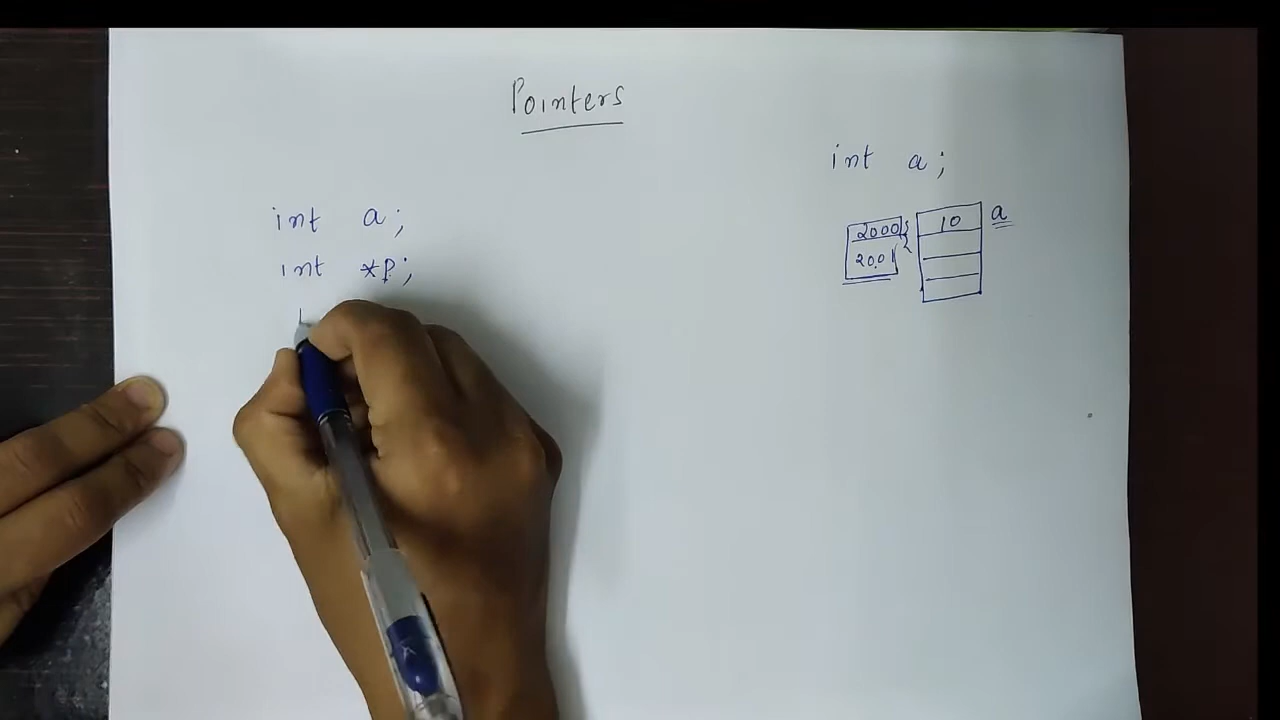 Pointers
int a;
int a;
int *p;
2000
2001
10
a